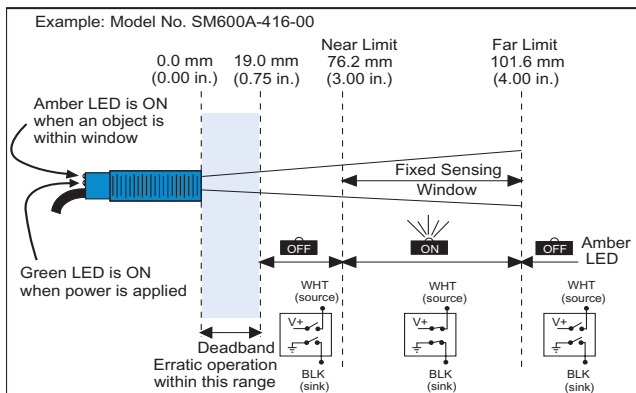 Example: Model No. SM600A-416-00
0.0 mm
(0.00 in.)
19.0 mm
(0.75 in.)
Near Limit
76.2 mm
(3.00 in.)
Far Limit
101.6 mm
(4.00 in.)
Amber LED is ON
when an object is
within window
Fixed Sensing
Window
Green LED is ON
when power is applied
OFF
ON
OFF
Amber
LED
Deadband
Erratic operation
within this range
WHT
(source)
V+
BLK
(sink)
WHT
(source)
V+
BLK
(sink)
WHT
(source)
V+
BLK
(sink)